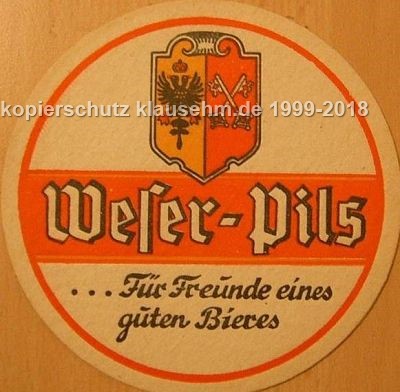 kopierschutz klausehm.de 1999-2018
Weſer-Pils
... Für Freunde eines
guten Bieres